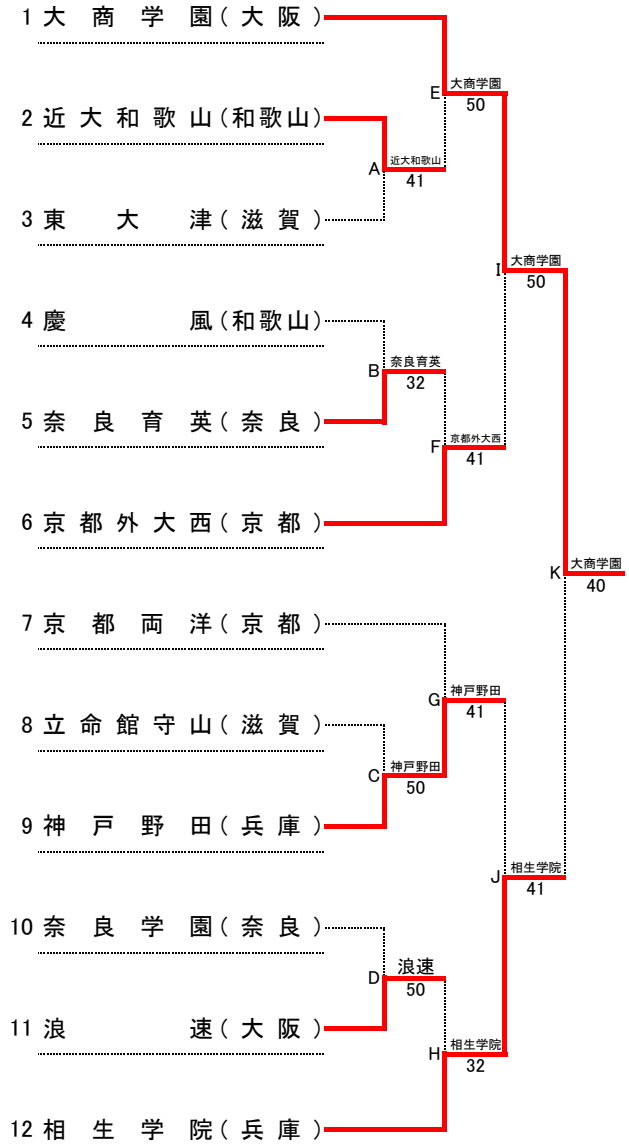 1 大商学園(大阪)
大商学園
E
50
2 近大和歌山(和歌山)
近大和歌山
A
41
3 東大津(滋賀)
大商学園
I
50
4 慶風(和歌山)
奈良育英
B
32
5 奈良育英(奈良)
京都外大西
F
41
6 京都外大西(京都)
大商学園
K
40
7 京都両洋(京都)
神戸野田
G
41
8 立命館守山(滋賀)
神戸野田
C
50
9 神戸野田(兵庫)
相生学院
J
41
10 奈良学園(奈良)
浪速
D
50
11 浪速(大阪)
相生学院
H
32
12 相生学院(兵庫)